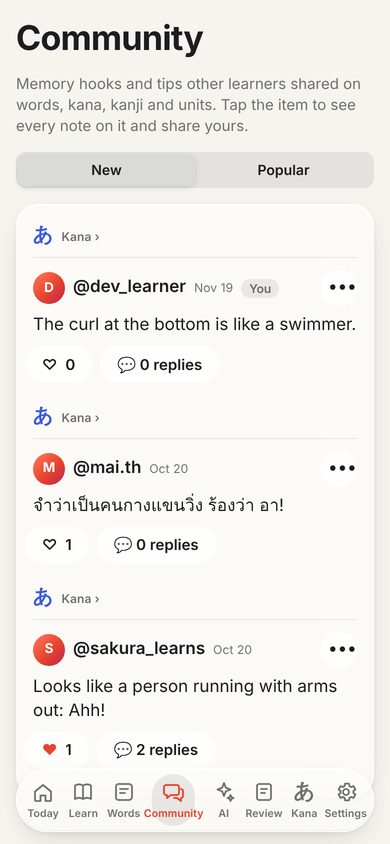 Community
Memory hooks and tips other learners shared on
words, kana, kanji and units. Tap the item to see
every note on it and share yours.
New Popular
あ Kana ›
D @dev_learner Nov 19 You •••
The curl at the bottom is like a swimmer.
♡ 0 💬 0 replies
あ Kana ›
M @mai.th Oct 20 •••
จำว่าเป็นคนกางแขนวิ่ง ร้องว่า อา!
♡ 1 💬 0 replies
あ Kana ›
S @sakura_learns Oct 20 •••
Looks like a person running with arms
out: Ahh!
♥ 1 💬 2 replies
Today Learn Words Community AI Review あ Kana Settings